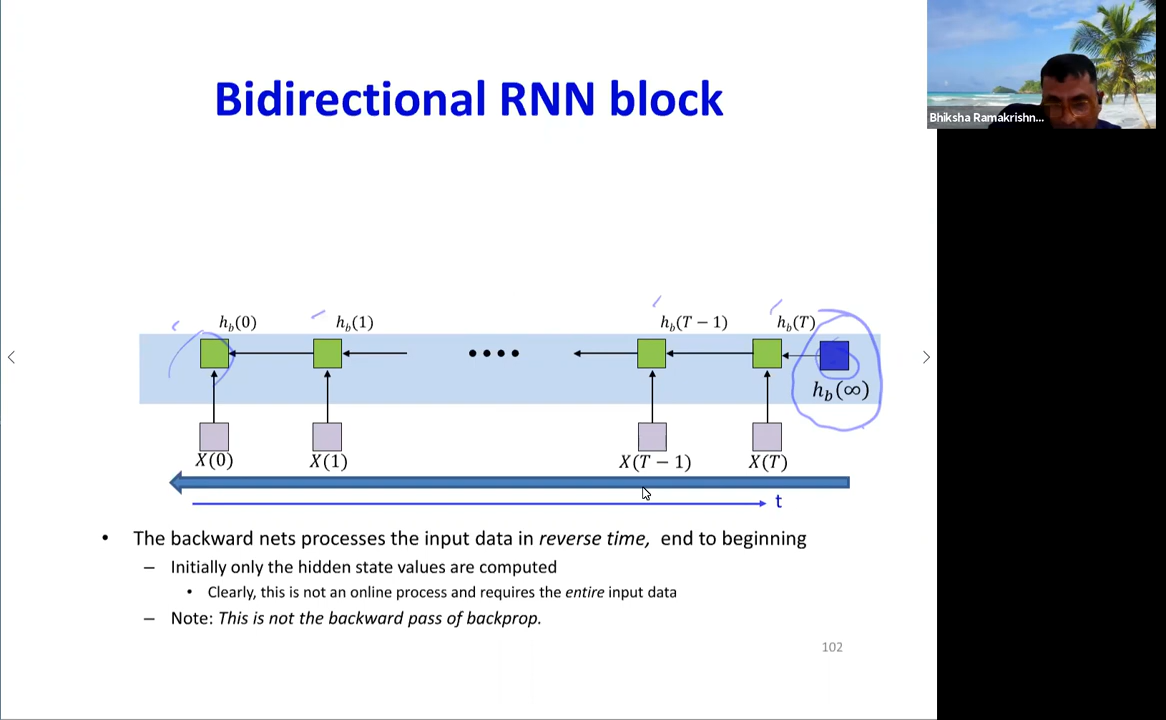 Bidirectional RNN block
Bhiksha Ramakrishn...
h_b(0) h_b(1) h_b(T − 1) h_b(T)
h_b(∞)
X(0) X(1) X(T − 1) X(T)
t
• The backward nets processes the input data in reverse time, end to beginning
– Initially only the hidden state values are computed
• Clearly, this is not an online process and requires the entire input data
– Note: This is not the backward pass of backprop.
102